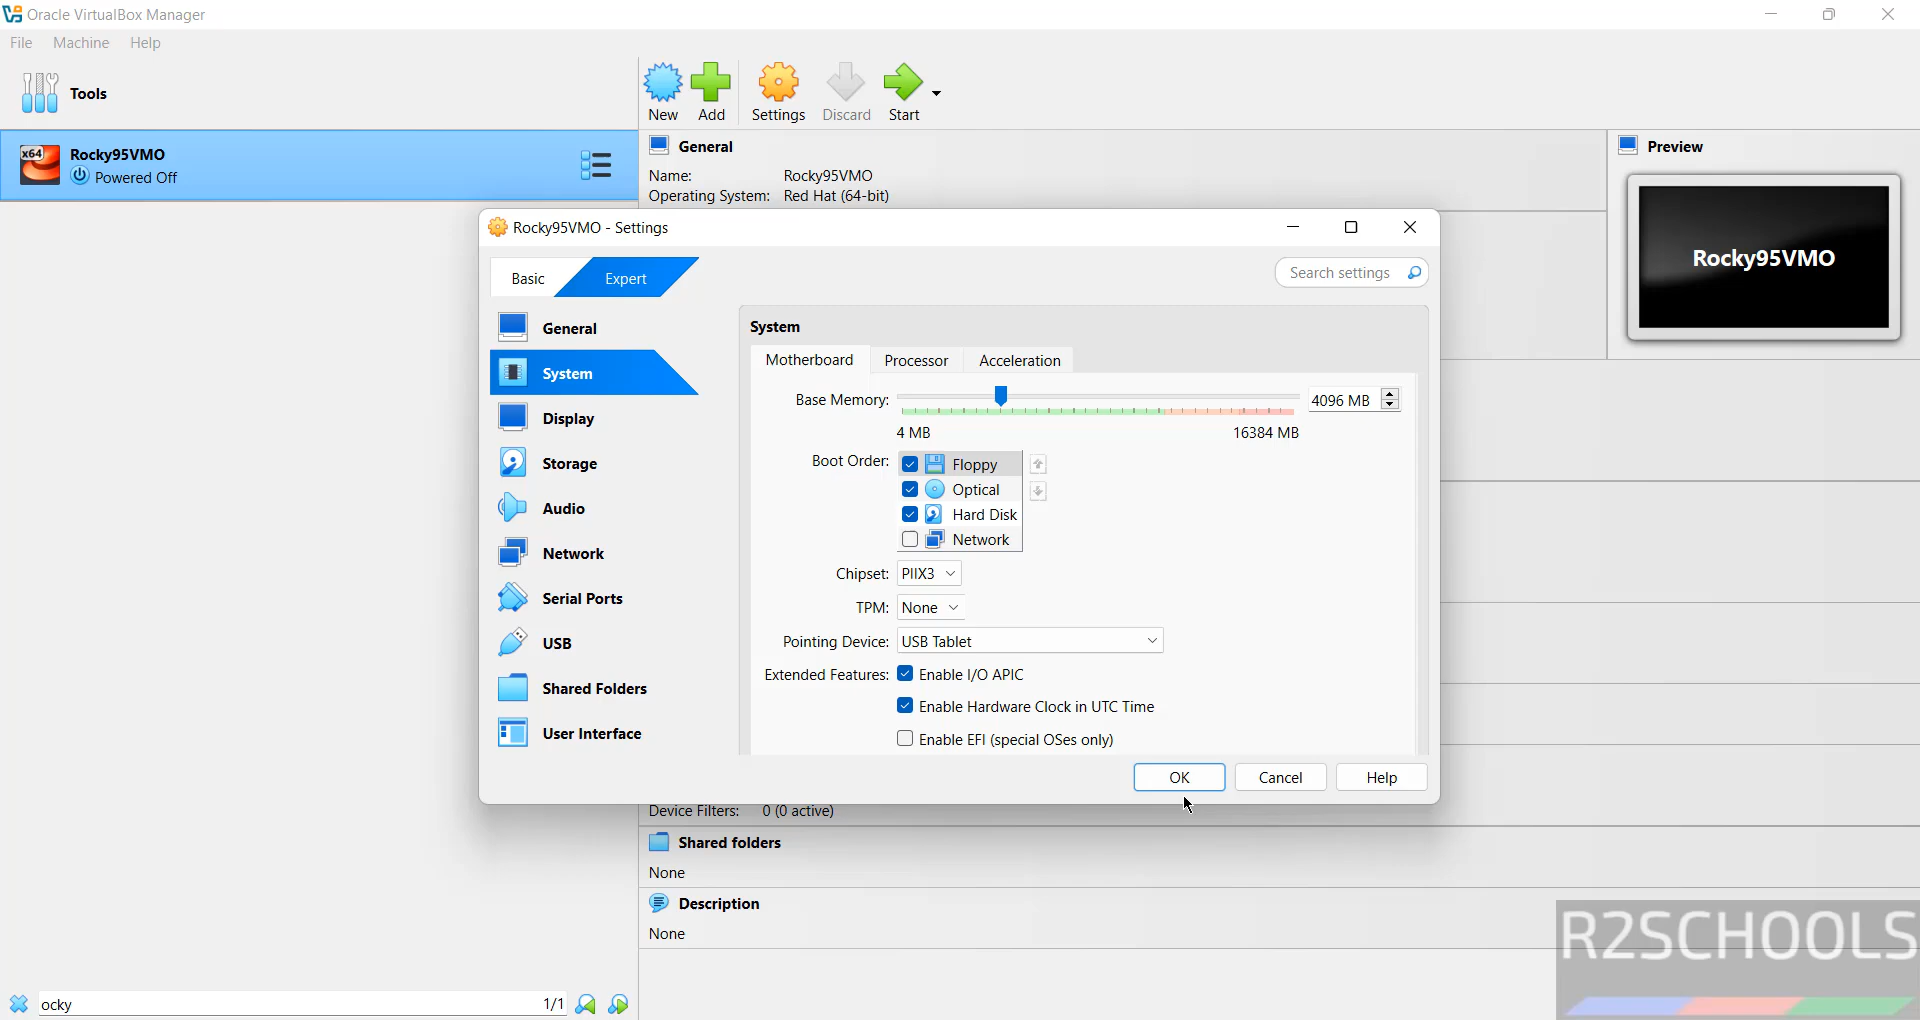 Oracle VirtualBox Manager
File Machine Help
Tools
New Add Settings Discard Start
x64 Rocky95VMO
Powered Off
General
Name: Rocky95VMO
Operating System: Red Hat (64-bit)
Preview
Rocky95VMO
Rocky95VMO - Settings
Basic Expert
Search settings
General
System
Display
Storage
Audio
Network
Serial Ports
USB
Shared Folders
User Interface
System
Motherboard Processor Acceleration
Base Memory: 4096 MB
4 MB 16384 MB
Boot Order: Floppy
Optical
Hard Disk
Network
Chipset: PIIX3
TPM: None
Pointing Device: USB Tablet
Extended Features: Enable I/O APIC
Enable Hardware Clock in UTC Time
Enable EFI (special OSes only)
OK Cancel Help
Device Filters: 0 (0 active)
Shared folders
None
Description
None
R2SCHOOLS
ocky 1/1